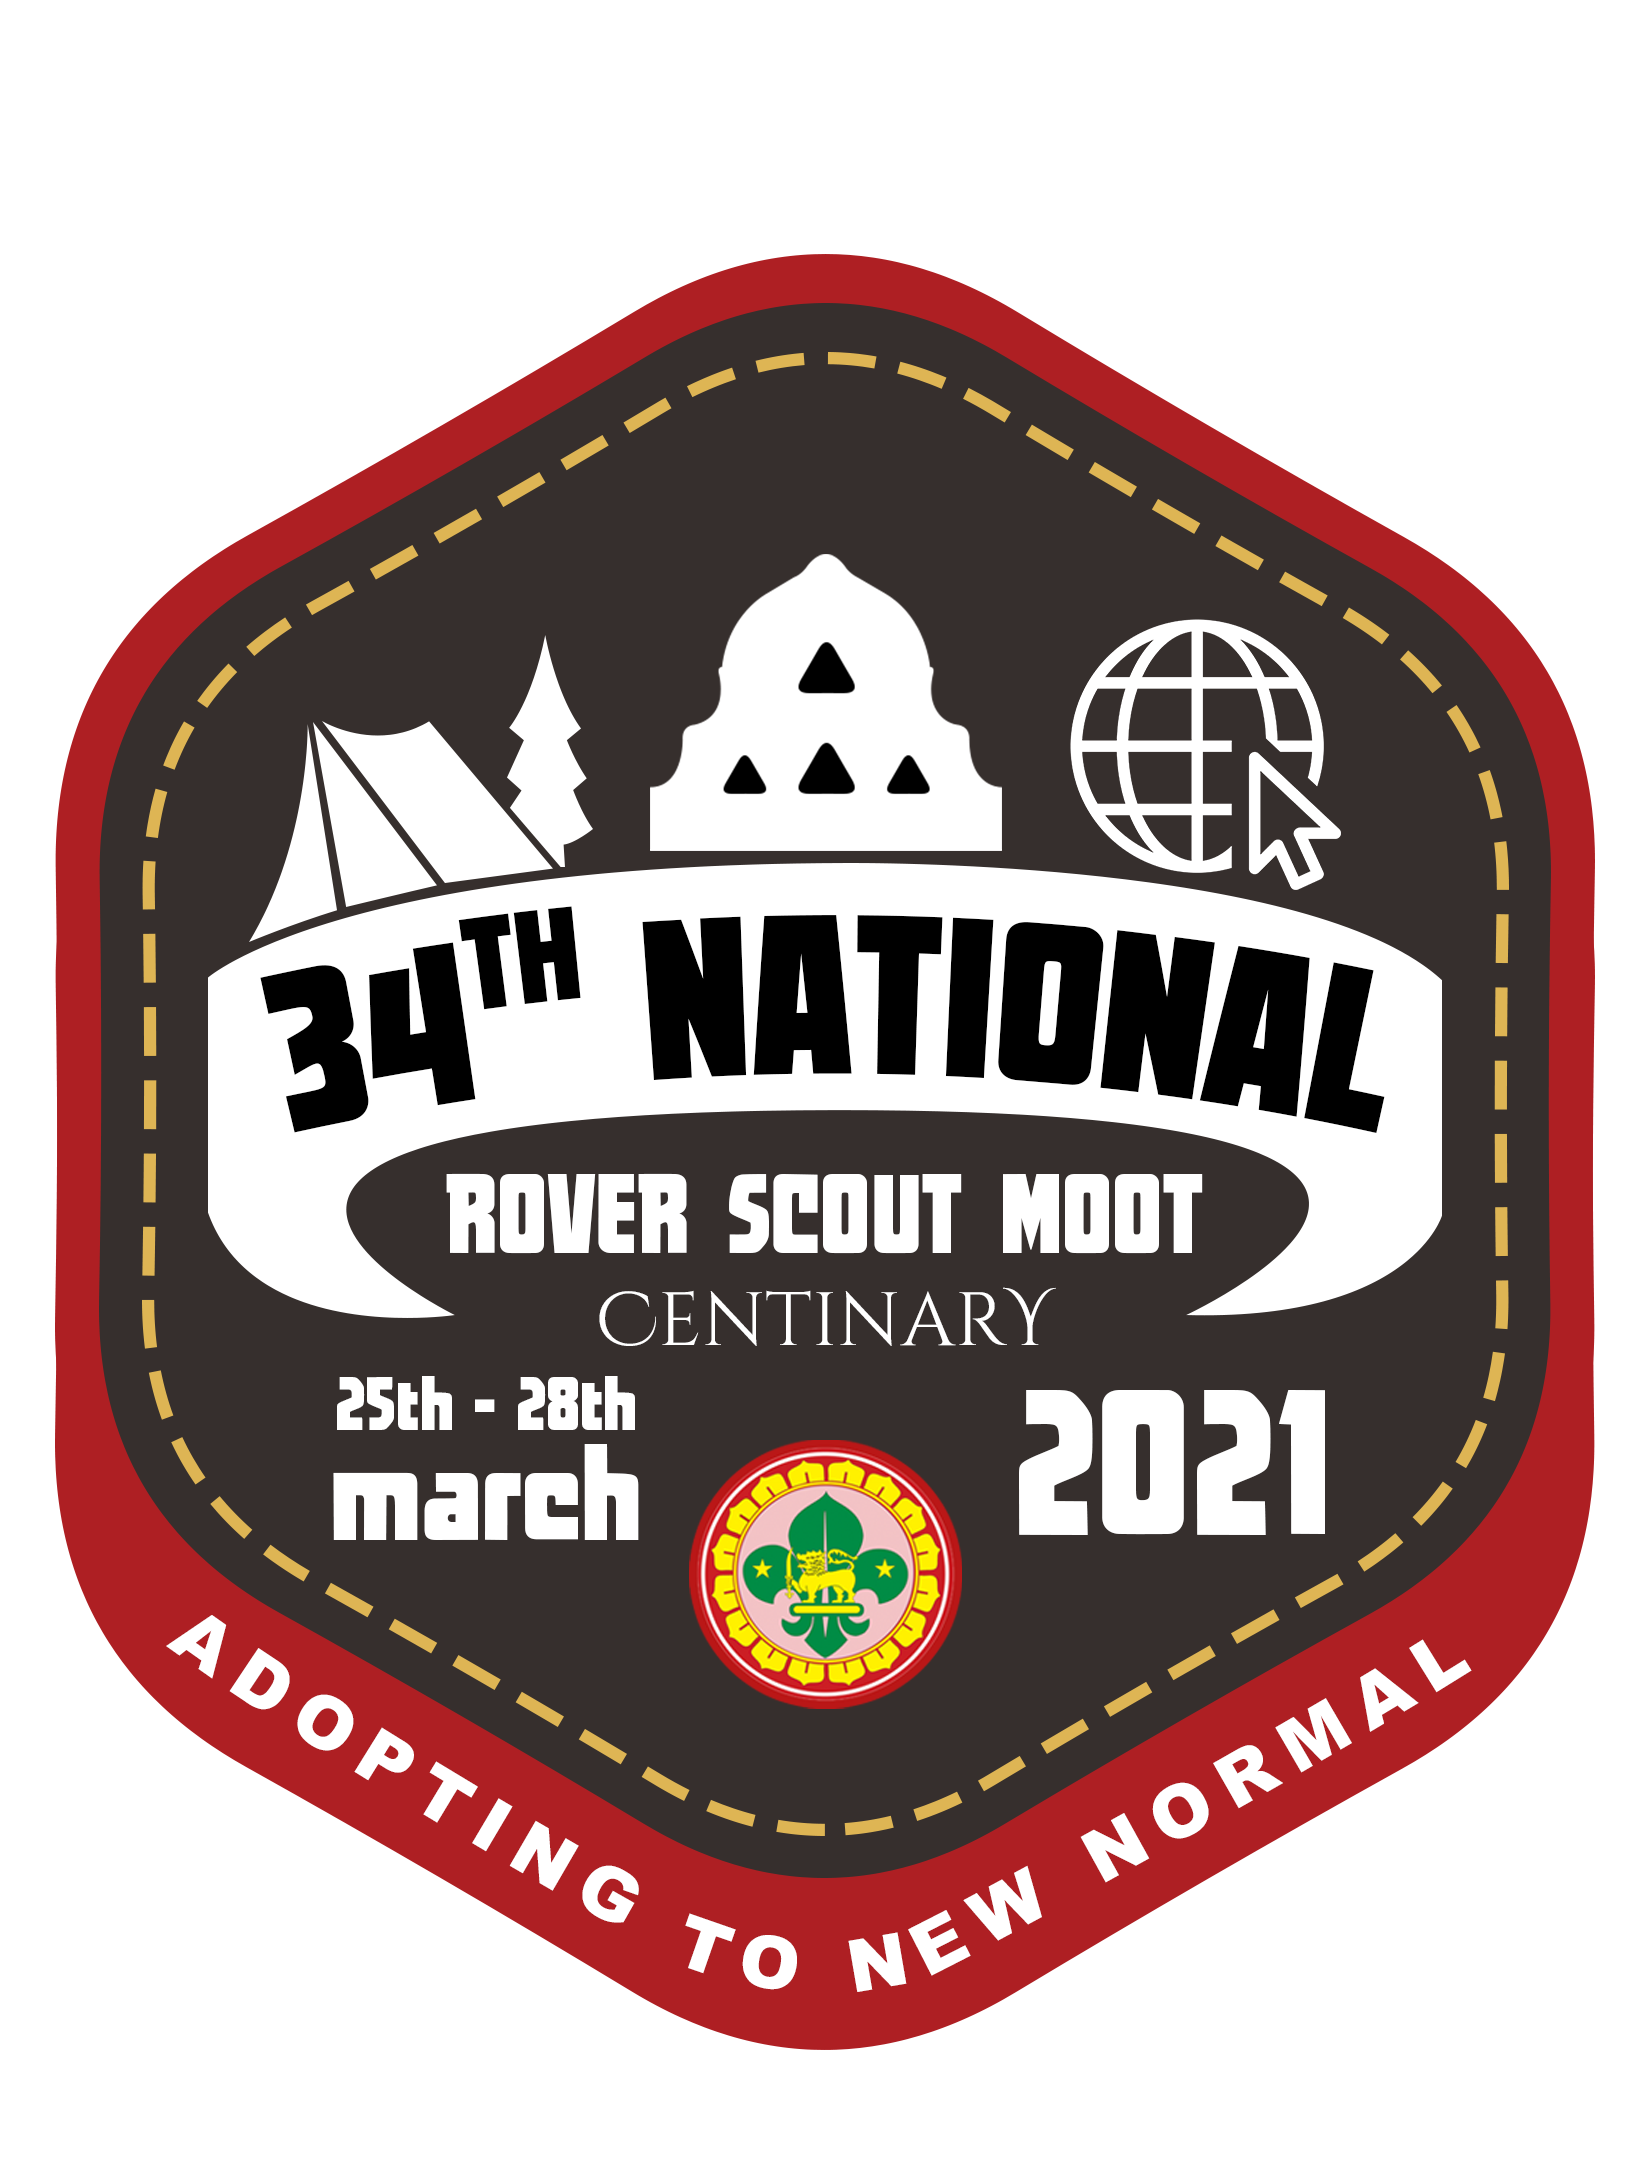 34TH NATIONAL
ROVER SCOUT MOOT
CENTINARY
25th - 28th
march
2021
ADOPTING TO NEW NORMAL